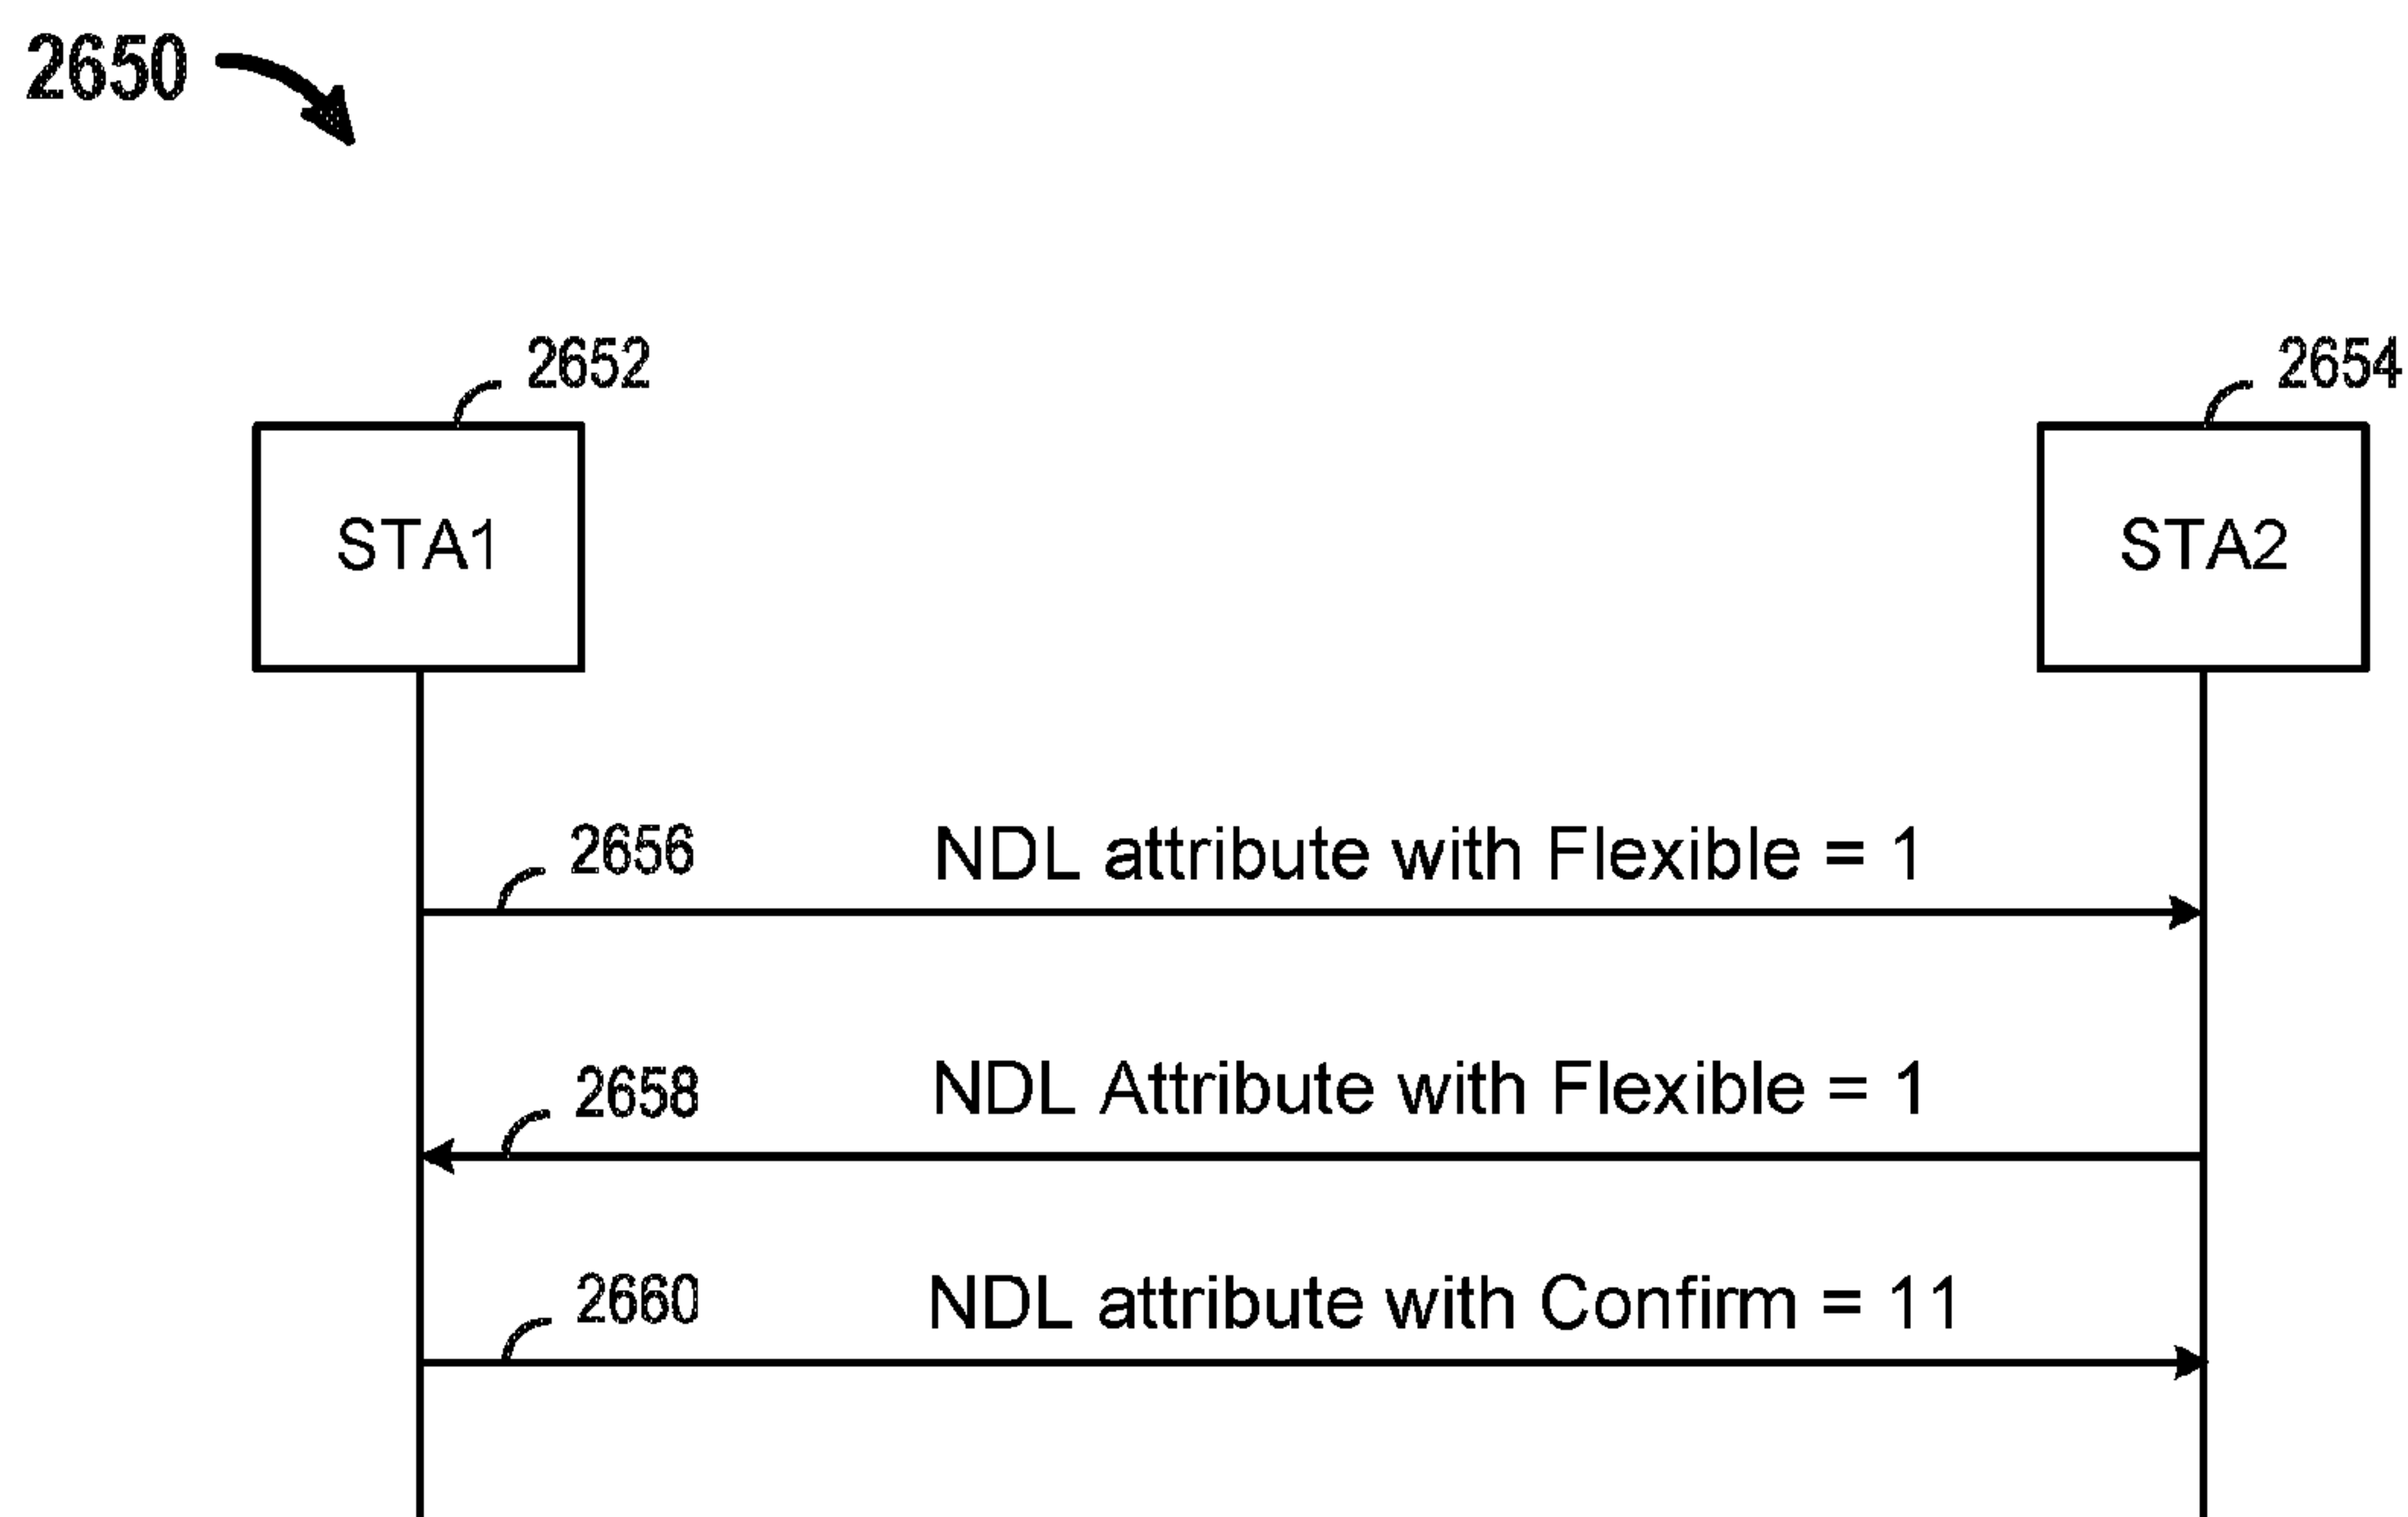 2650
2652
2654
STA1
STA2
2656
NDL attribute with Flexible = 1
2658
NDL Attribute with Flexible = 1
2660
NDL attribute with Confirm = 11